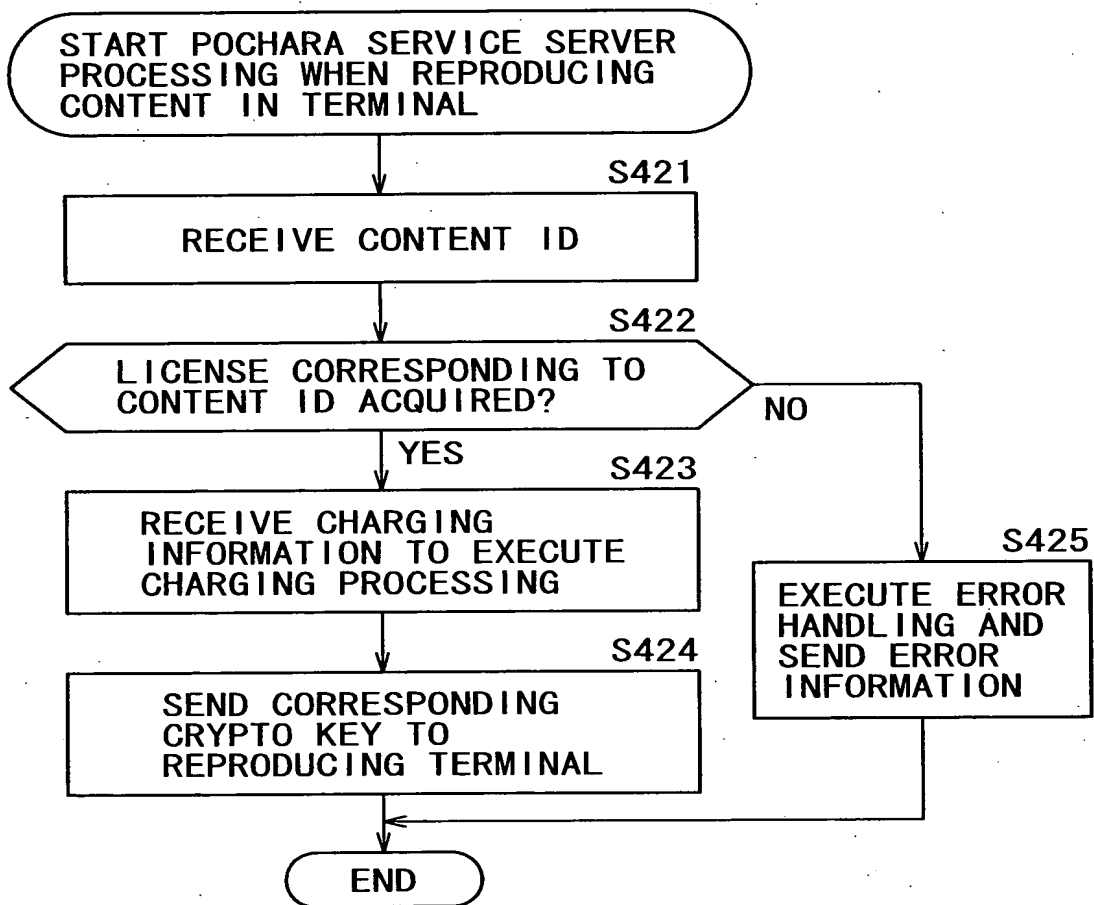 START POCHARA SERVICE SERVER
PROCESSING WHEN REPRODUCING
CONTENT IN TERMINAL
S421
RECEIVE CONTENT ID
S422
LICENSE CORRESPONDING TO
CONTENT ID ACQUIRED?
NO
YES
S423
RECEIVE CHARGING
INFORMATION TO EXECUTE
CHARGING PROCESSING
S425
EXECUTE ERROR
HANDLING AND
SEND ERROR
INFORMATION
S424
SEND CORRESPONDING
CRYPTO KEY TO
REPRODUCING TERMINAL
END